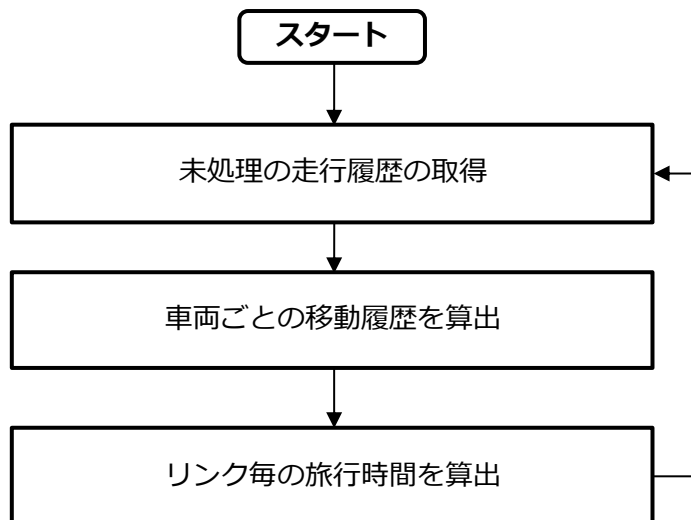 スタート
未処理の走行履歴の取得
車両ごとの移動履歴を算出
リンク毎の旅行時間を算出